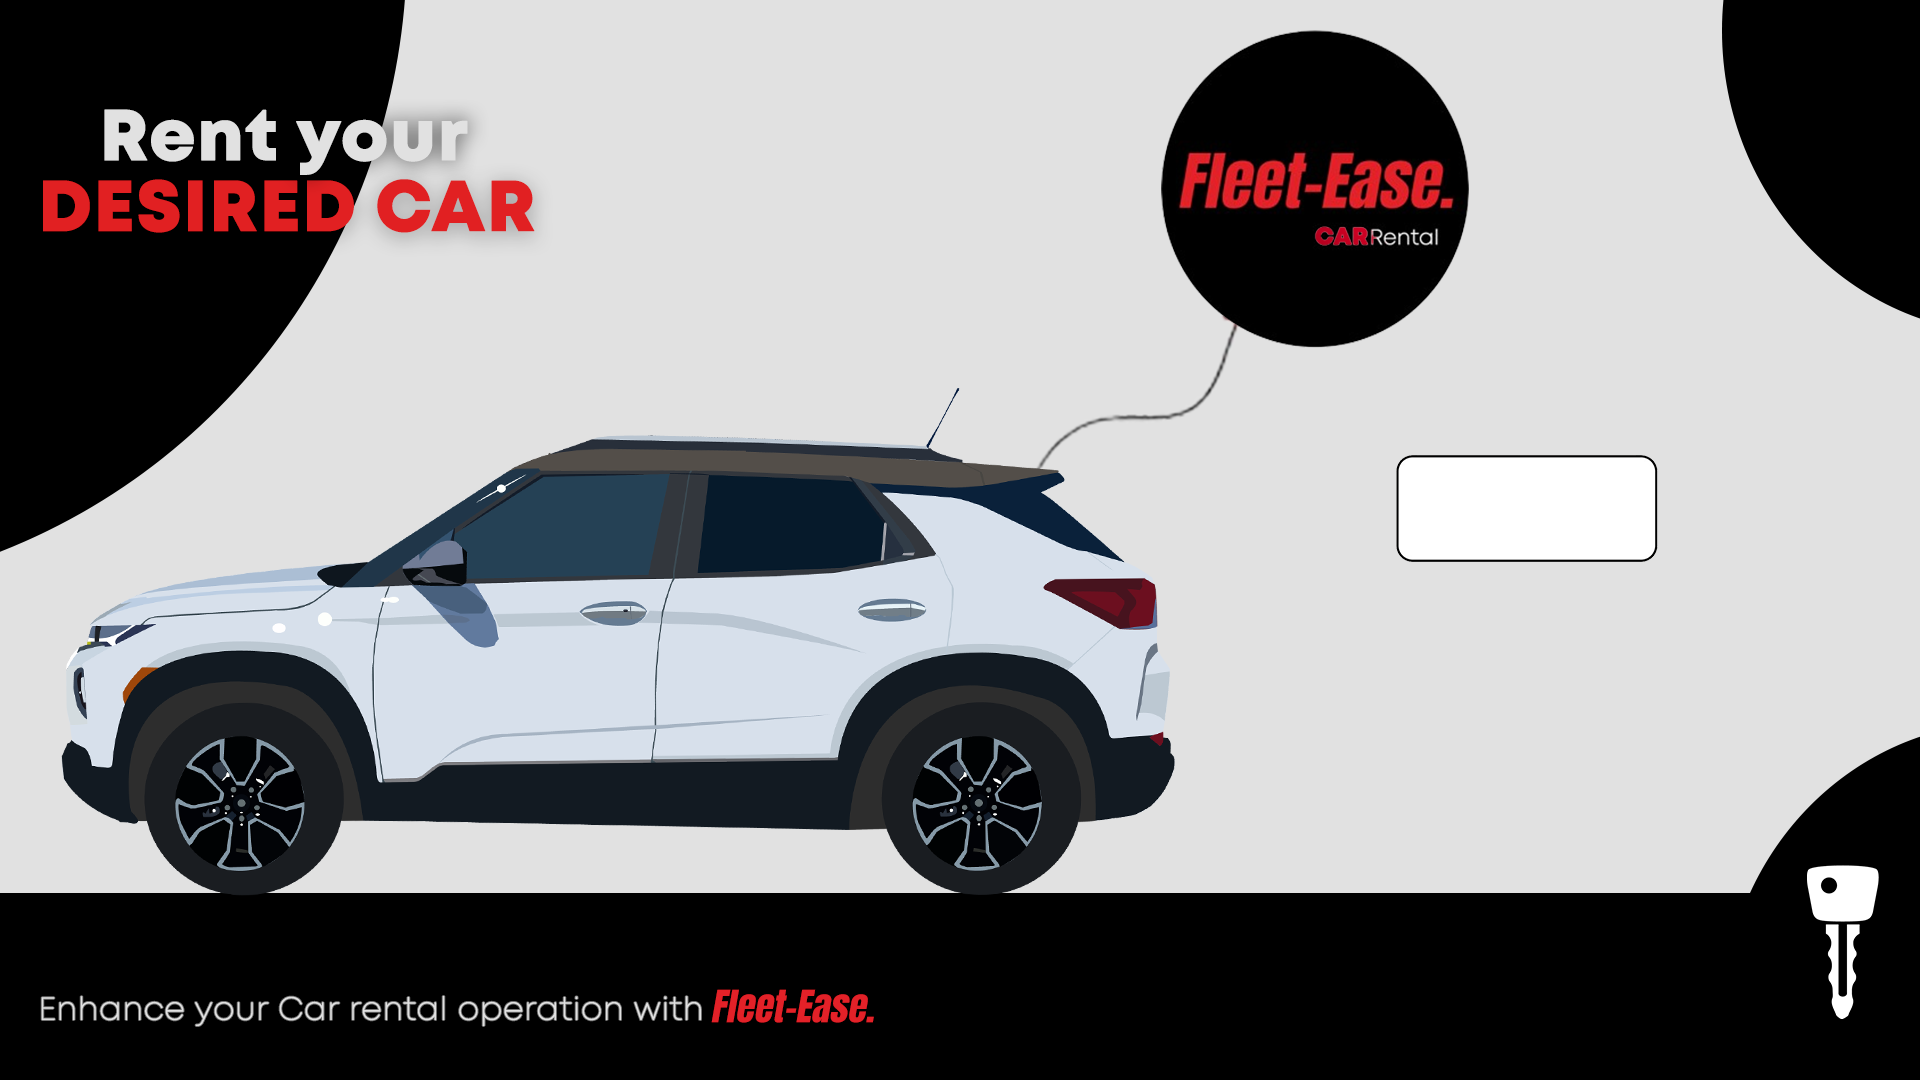 Rent your
DESIRED CAR
Fleet-Ease.
CARRental
Enhance your Car rental operation with Fleet-Ease.